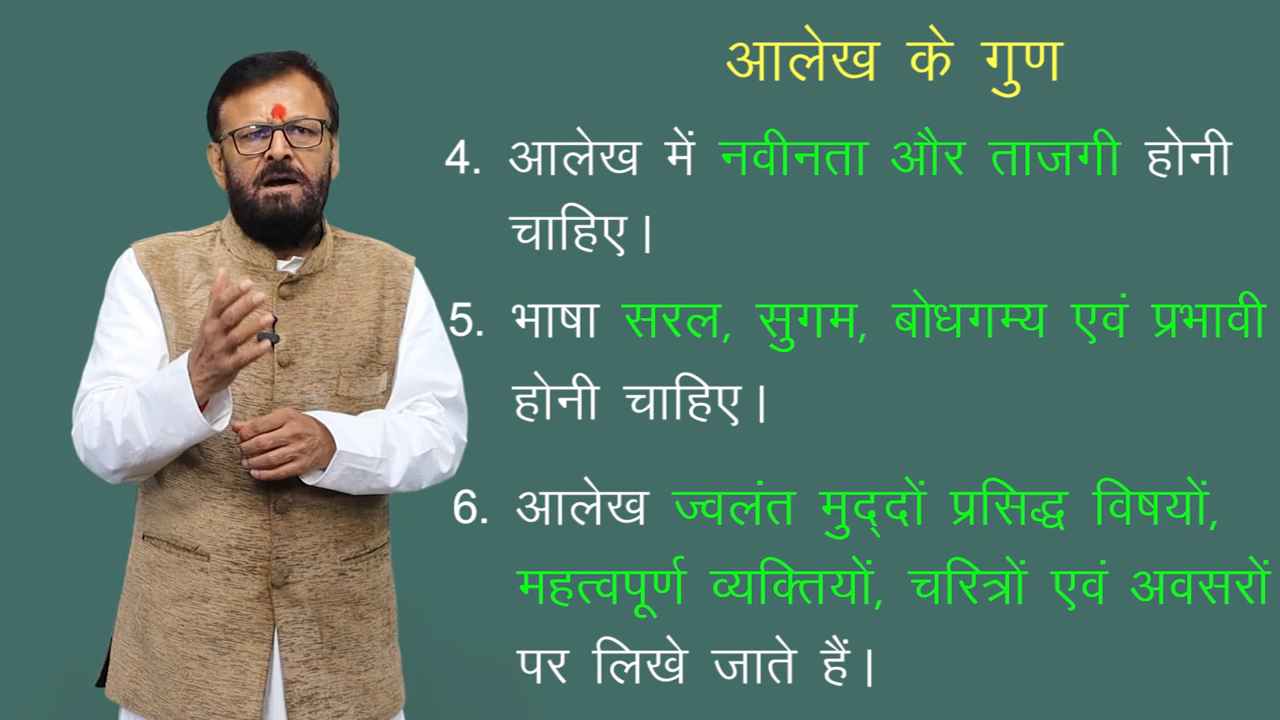 आलेख के गुण
4. आलेख में नवीनता और ताजगी होनी
चाहिए।
5. भाषा सरल, सुगम, बोधगम्य एवं प्रभावी
होनी चाहिए।
6. आलेख ज्वलंत मुद्‌दों प्रसिद्ध विषयों,
महत्वपूर्ण व्यक्तियों, चरित्रों एवं अवसरों
पर लिखे जाते हैं।